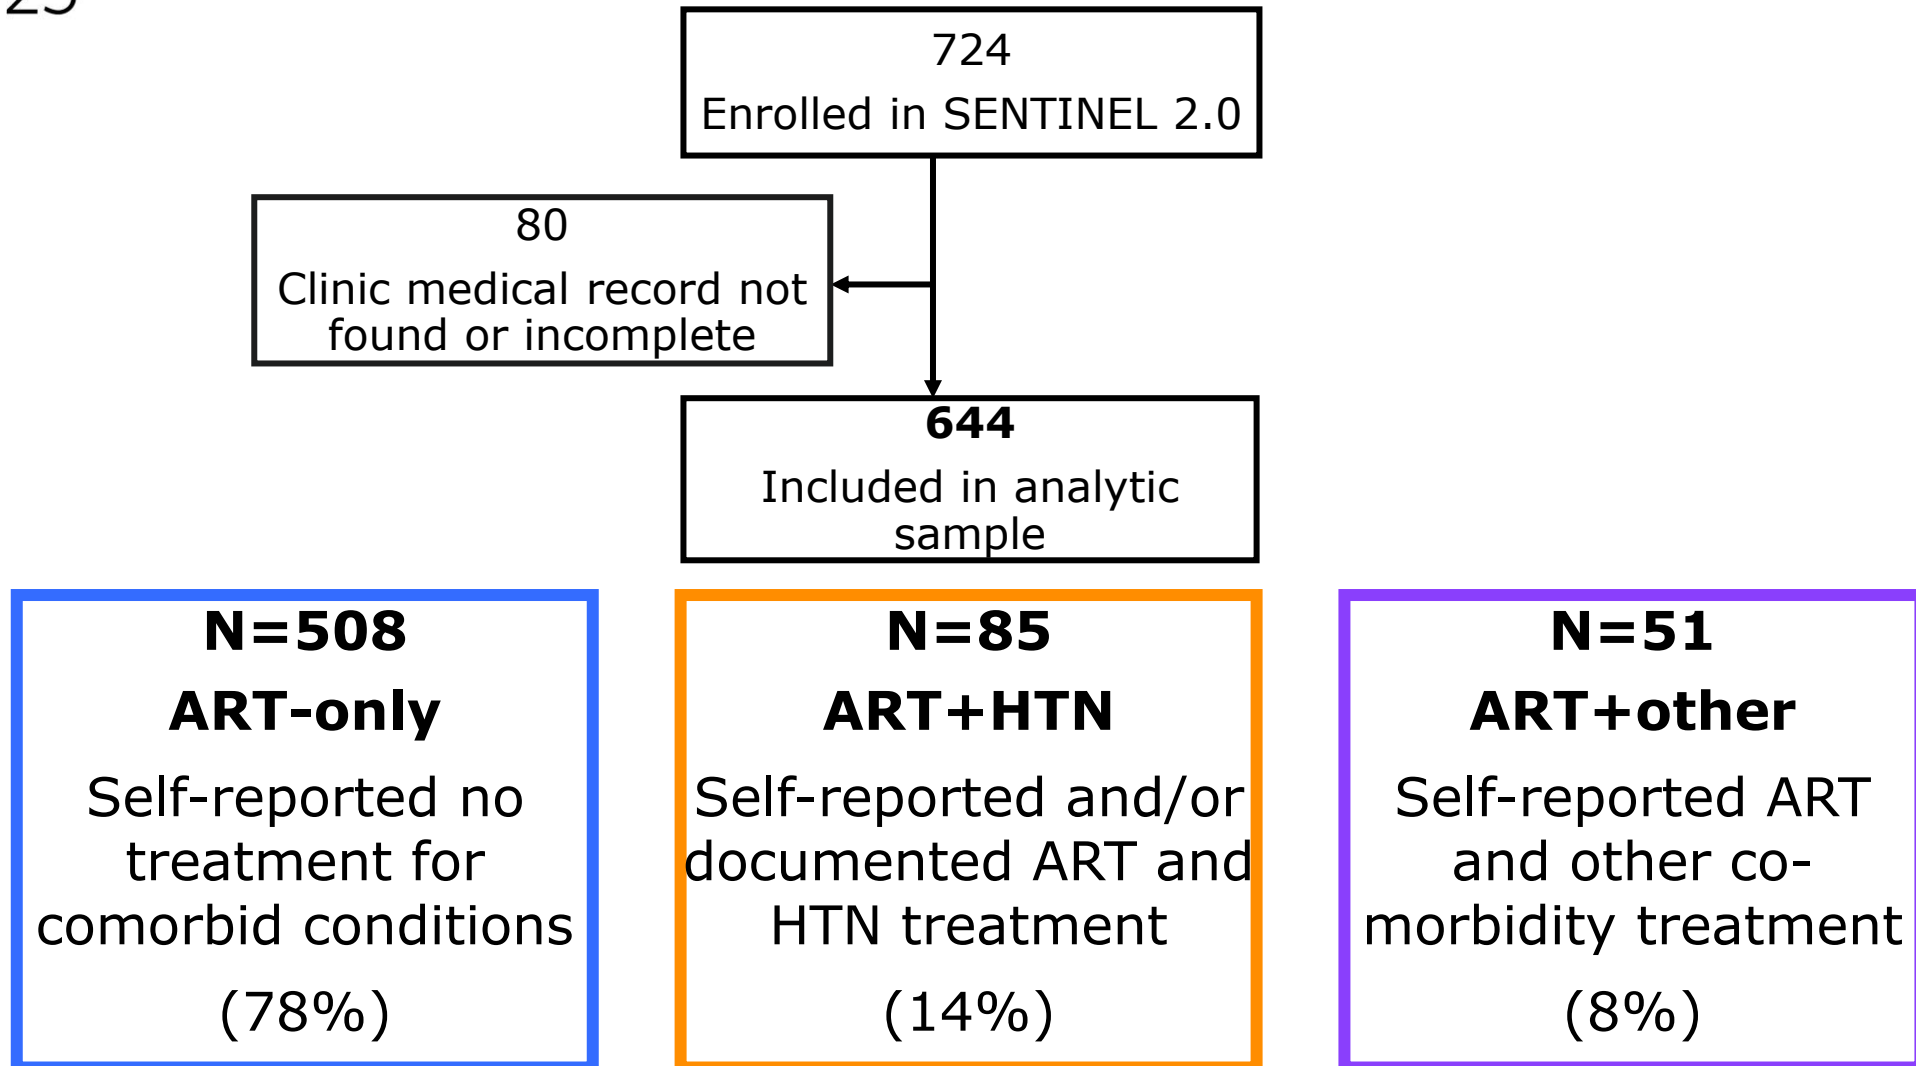 724
Enrolled in SENTINEL 2.0
80
Clinic medical record not
found or incomplete
644
Included in analytic
sample
N=508
ART-only
Self-reported no
treatment for
comorbid conditions
(78%)
N=85
ART+HTN
Self-reported and/or
documented ART and
HTN treatment
(14%)
N=51
ART+other
Self-reported ART
and other co-
morbidity treatment
(8%)